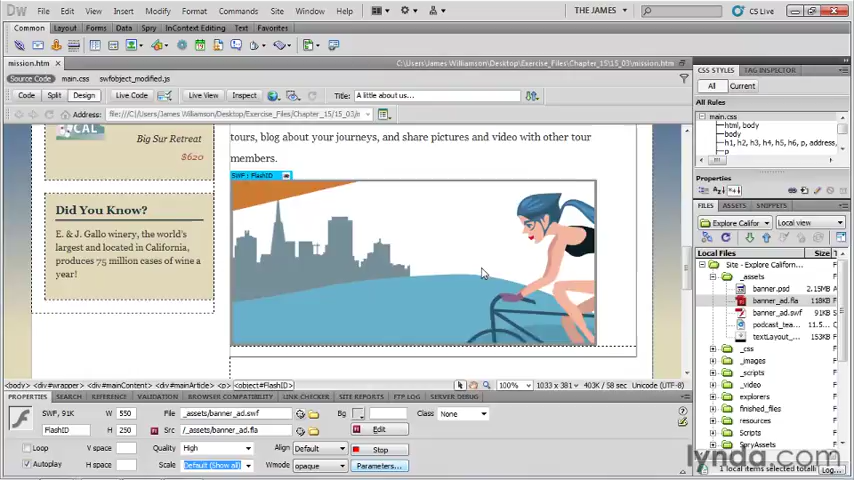 Dw File Edit View Insert Modify Format Commands Site Window Help
THE JAMES CS Live
Common Layout Forms Data Spry InContext Editing Text Favorites
mission.htm × C:\Users\James Williamson\Desktop\Exercise_Files\Chapter_15\15_03\mission.htm
Source Code main.css swfobject_modified.js
Code Split Design Live Code Live View Inspect Title: A little about us...
Address: file:///C|/Users/James Williamson/Desktop/Exercise_Files/Chapter_15/15_03/m
CAL
Big Sur Retreat
$620
tours, blog about your journeys, and share pictures and video with other tour
members.
SWF : FlashID
Did You Know?
E. & J. Gallo winery, the world's
largest and located in California,
produces 75 million cases of wine a
year!
<body> <div#wrapper> <div#mainContent> <div#mainArticle> <p> <object#FlashID>
100% 1033 x 381 403K / 58 sec Unicode (UTF-8)
PROPERTIES SEARCH REFERENCE VALIDATION BROWSER COMPATIBILITY LINK CHECKER SITE REPORTS FTP LOG SERVER DEBUG
SWF, 91K W 550 File _assets/banner_ad.swf Bg Class None
FlashID H 250 Src /_assets/banner_ad.fla Edit
Loop V space Quality High Align Default Stop
Autoplay H space Scale Default (Show all) Wmode opaque Parameters...
CSS STYLES TAG INSPECTOR
All Current
All Rules
main.css
html, body
body
h1, h2, h3, h4, h5, h6, p, address,
p
Properties
FILES ASSETS SNIPPETS
Explore Califor Local view
Local Files Size
Site - Explore Californ...
_assets
banner.psd 2.15MB
banner_ad.fla 118KB
banner_ad.swf 91KB
podcast_tea... 11.5...
textLayout_... 153KB
_css
_images
_scripts
_video
explorers
finished_files
resources
Scripts
SpryAssets
1 local items selected totalli
Log...
lynda.com